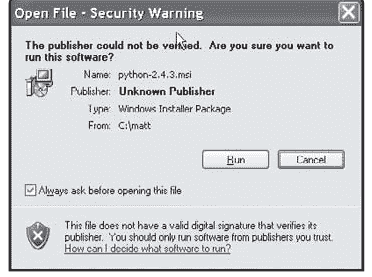 Open File - Security Warning
The publisher could not be verified. Are you sure you want to
run this software?
Name: python-2.4.3.msi
Publisher: Unknown Publisher
Type: Windows Installer Package
From: C:\matt
Run
Cancel
Always ask before opening this file
This file does not have a valid digital signature that verifies its
publisher. You should only run software from publishers you trust.
How can I decide what software to run?